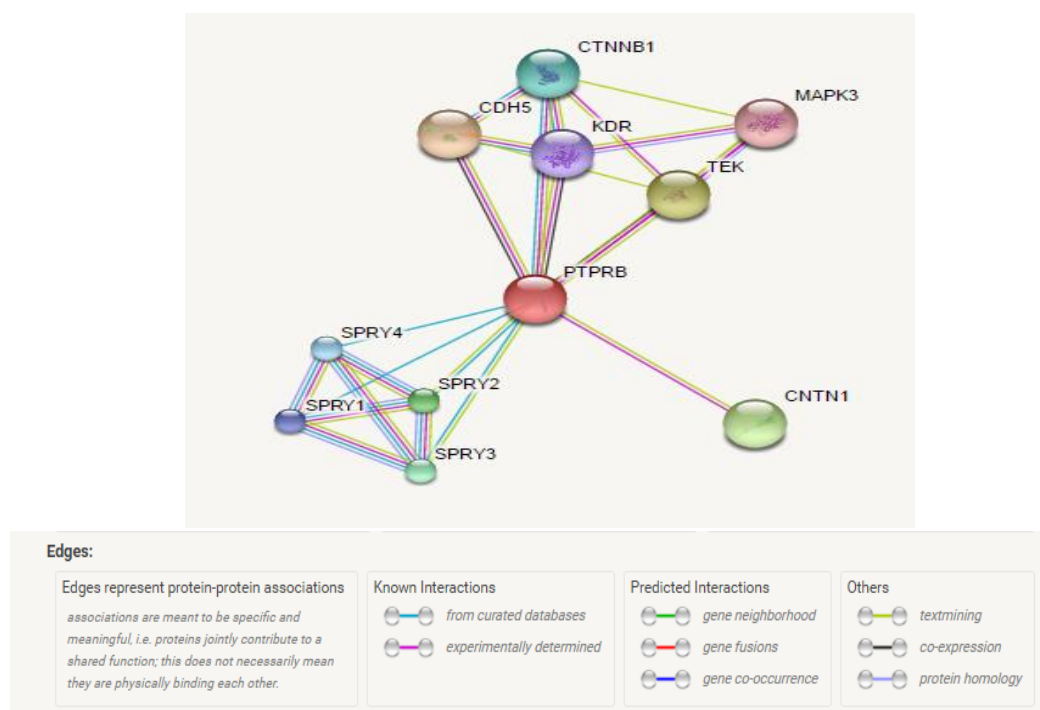 CTNNB1
MAPK3
CDH5
KDR
TEK
PTPRB
SPRY4
SPRY2
CNTN1
SPRY1
SPRY3
Edges:
Edges represent protein-protein associations
associations are meant to be specific and
meaningful, i.e. proteins jointly contribute to a
shared function; this does not necessarily mean
they are physically binding each other.
Known Interactions
from curated databases
experimentally determined
Predicted Interactions
gene neighborhood
gene fusions
gene co-occurrence
Others
textmining
co-expression
protein homology